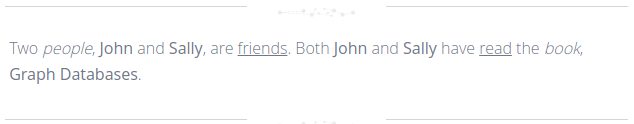 Two people, John and Sally, are friends. Both John and Sally have read the book,
Graph Databases.